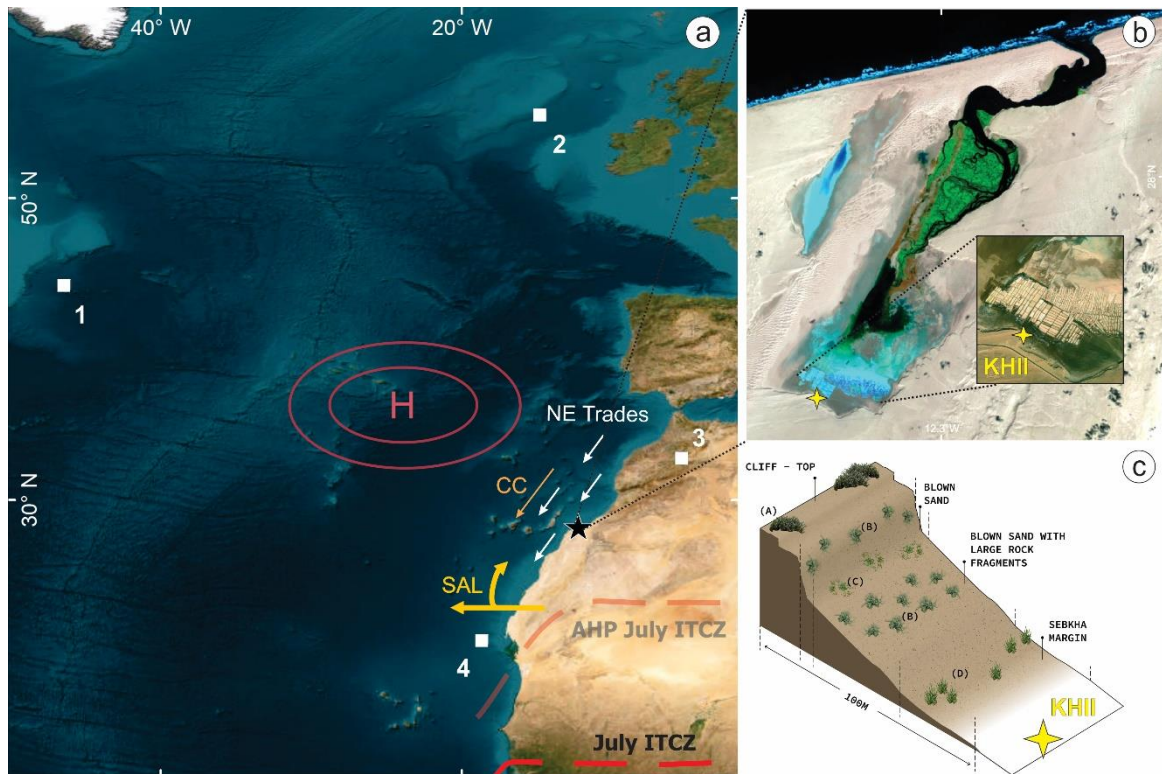 40° W
20° W
a
50° N
30° N
1
2
3
4
H
NE Trades
CC
SAL
AHP July ITCZ
July ITCZ
b
28°N
12.3°W
KHII
c
CLIFF - TOP
BLOWN
SAND
BLOWN SAND WITH
LARGE ROCK
FRAGMENTS
SEBKHA
MARGIN
(A)
(B)
(C)
(B)
(D)
100M
KHII